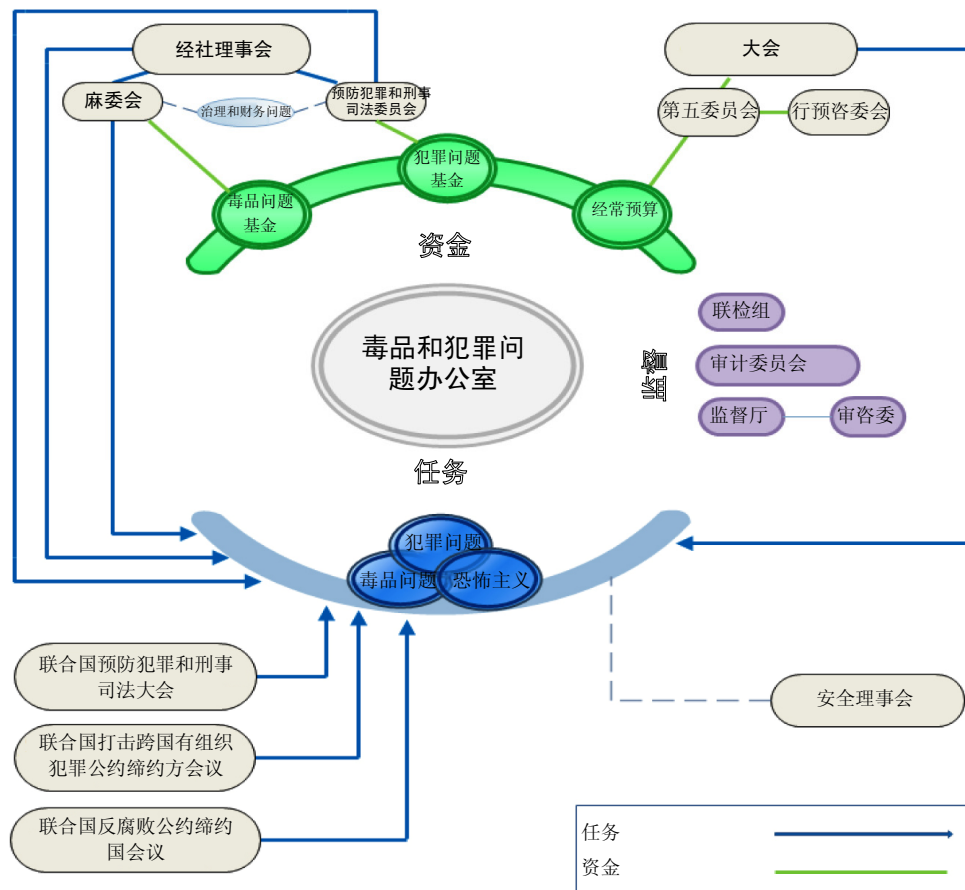 经社理事会
大会
麻委会
治理和财务问题
预防犯罪和刑事
司法委员会
第五委员会
行预咨委会
犯罪问题
基金
毒品问题
基金
经常预算
资金
毒品和犯罪问
题办公室
监督
联检组
审计委员会
监督厅
审咨委
任务
犯罪问题
毒品问题
恐怖主义
联合国预防犯罪和刑事
司法大会
安全理事会
联合国打击跨国有组织
犯罪公约缔约方会议
联合国反腐败公约缔约
国会议
任务
资金